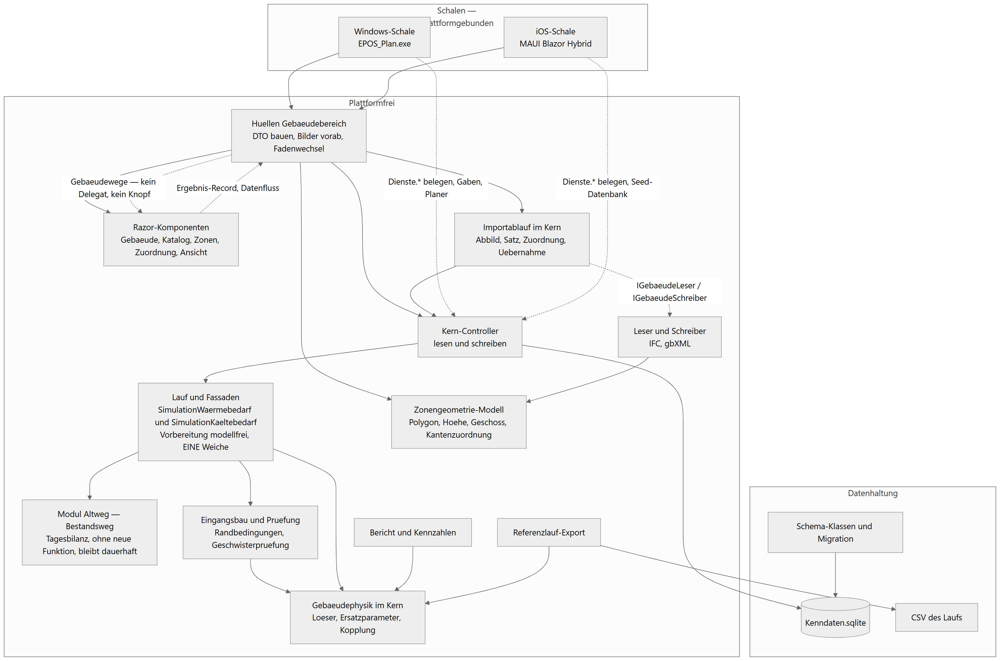 Schalen —
attformgebunden
Windows-Schale
EPOS_Plan.exe
iOS-Schale
MAUI Blazor Hybrid
Plattformfrei
Huellen Gebaeudebereich
DTO bauen, Bilder vorab,
Fadenwechsel
Gebaeudewege — kein
Delegat, kein Knopf
Ergebnis-Record, Datenfluss
Dienste.* belegen, Gaben,
Planer
Dienste.* belegen, Seed-
Datenbank
Razor-Komponenten
Gebaeude, Katalog, Zonen,
Zuordnung, Ansicht
Importablauf im Kern
Abbild, Satz, Zuordnung,
Uebernahme
IGebaeudeLeser /
IGebaeudeSchreiber
Kern-Controller
lesen und schreiben
Leser und Schreiber
IFC, gbXML
Lauf und Fassaden
SimulationWaermebedarf
und SimulationKaeltebedarf
Vorbereitung modellfrei,
EINE Weiche
Zonengeometrie-Modell
Polygon, Hoehe, Geschoss,
Kantenzuordnung
Datenhaltung
Modul Altweg —
Bestandsweg
Tagesbilanz, ohne neue
Funktion, bleibt dauerhaft
Eingangsbau und Pruefung
Randbedingungen,
Geschwisterpruefung
Bericht und Kennzahlen
Referenzlauf-Export
Schema-Klassen und
Migration
Gebaeudephysik im Kern
Loeser, Ersatzparameter,
Kopplung
Kenndaten.sqlite
CSV des Laufs